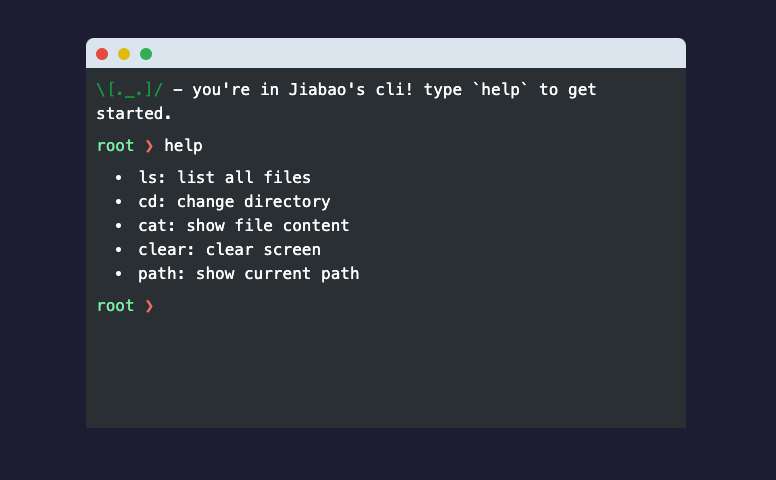 \[._.]/ – you're in Jiabao's cli! type `help` to get
started.
root ❯ help
• ls: list all files
• cd: change directory
• cat: show file content
• clear: clear screen
• path: show current path
root ❯